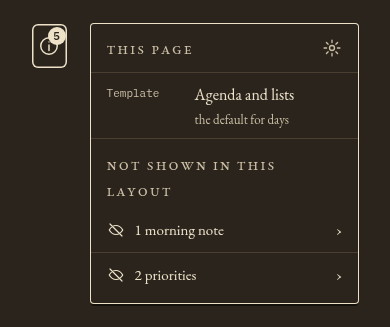 5
THIS PAGE
Template
Agenda and lists
the default for days
NOT SHOWN IN THIS
LAYOUT
1 morning note
2 priorities